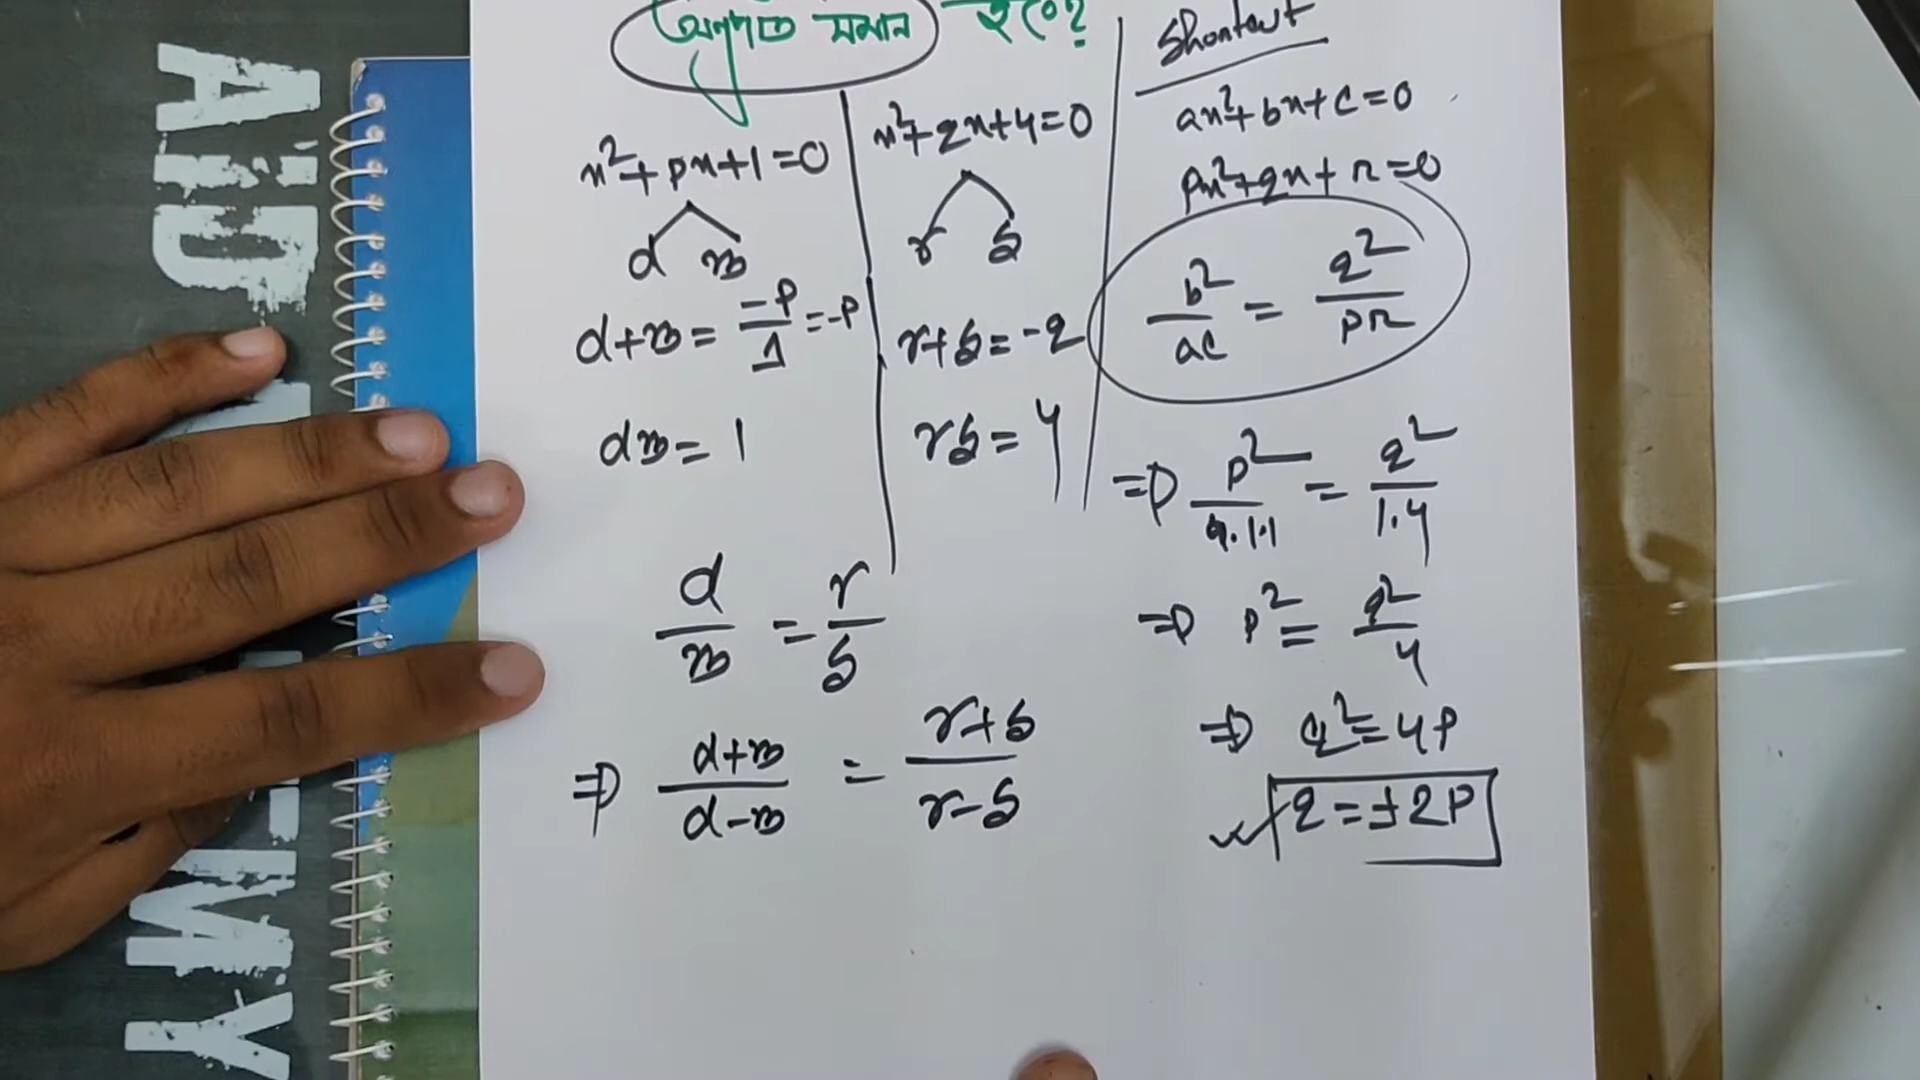 অনুপাত সমান হবে?
x²+px+1=0
α β
α+β = -p/1 = -p
αβ = 1
x²+qx+4=0
γ δ
γ+δ = -q
γδ = 4
α/β = γ/δ
⇒ α+β/α-β = γ+δ/γ-δ
Shortcut
ax²+bx+c=0
px²+qx+r=0
b²/ac = q²/pr
⇒ p²/1.1 = q²/1.4
⇒ p² = q²/4
⇒ q²=4p
q=±2p